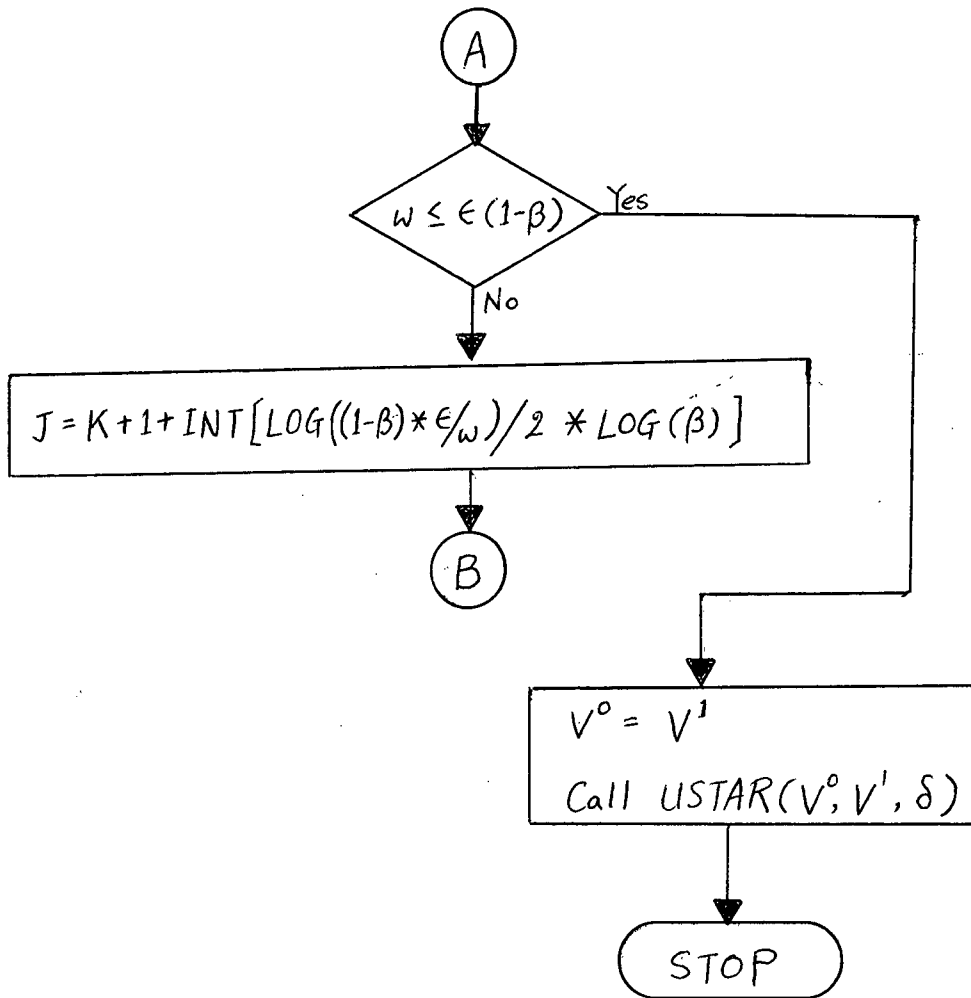 A
ω ≤ ϵ(1-β)
Yes
No
J = K + 1 + INT[LOG((1-β) * ϵ/ω)/2 * LOG(β)]
B
V⁰ = V¹
Call USTAR(V⁰, V¹, δ)
STOP